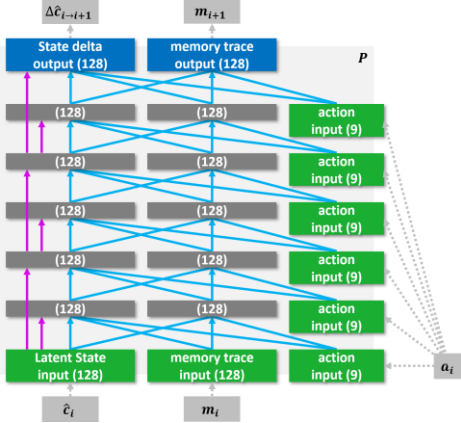 Δĉᵢ→ᵢ₊₁ mᵢ₊₁
State delta output (128)
memory trace output (128)
P
(128) (128) action input (9)
(128) (128) action input (9)
(128) (128) action input (9)
(128) (128) action input (9)
(128) (128) action input (9)
Latent State input (128)
memory trace input (128)
action input (9)
aᵢ
ĉᵢ mᵢ